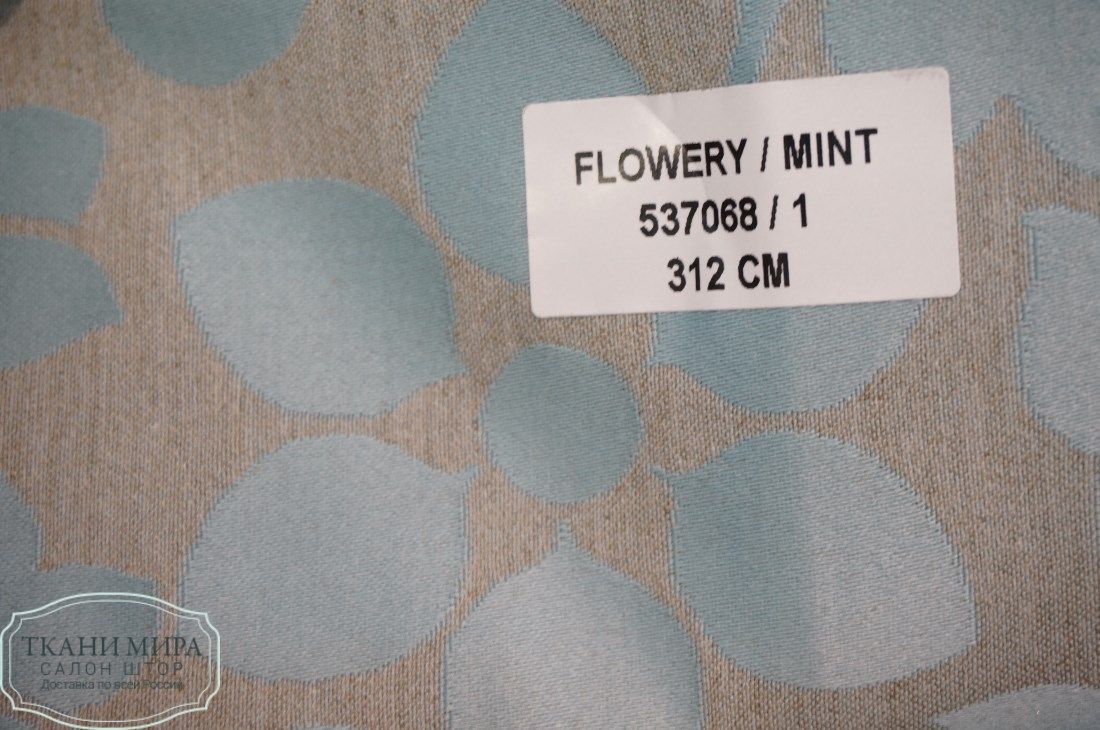 FLOWERY / MINT
537068 / 1
312 CM
ТКАНИ МИРА
САЛОН ШТОР
Доставка по всей России